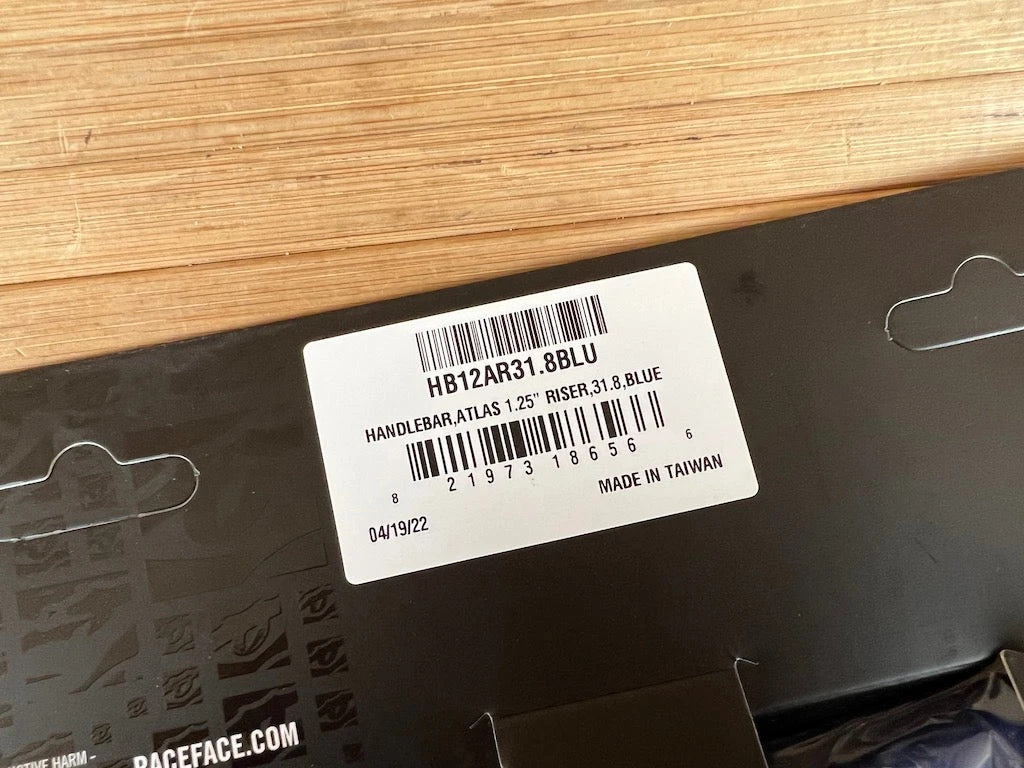 HB12AR31.8BLU
HANDLEBAR,ATLAS 1.25" RISER,31.8,BLUE
8 21973 18656 6
MADE IN TAIWAN
04/19/22
HARM -
RACEFACE.COM